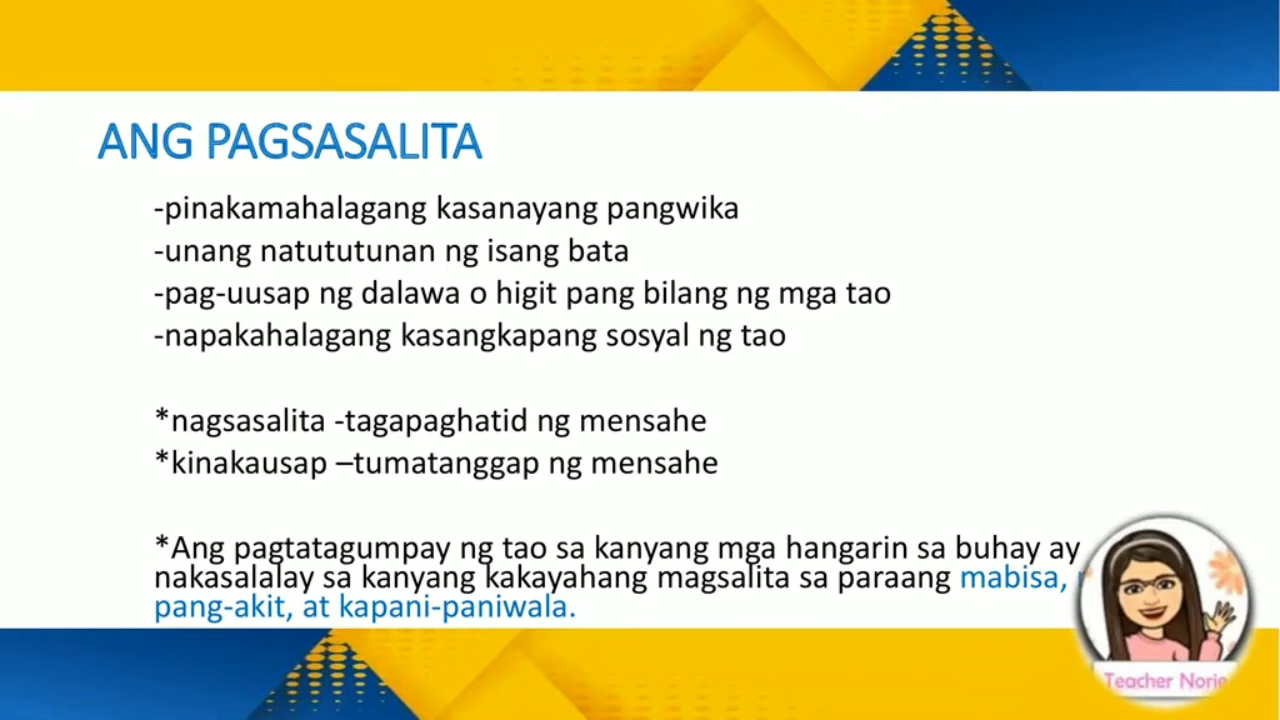 ANG PAGSASALITA
-pinakamahalagang kasanayang pangwika
-unang natututunan ng isang bata
-pag-uusap ng dalawa o higit pang bilang ng mga tao
-napakahalagang kasangkapang sosyal ng tao
*nagsasalita -tagapaghatid ng mensahe
*kinakausap –tumatanggap ng mensahe
*Ang pagtatagumpay ng tao sa kanyang mga hangarin sa buhay ay
nakasalalay sa kanyang kakayahang magsalita sa paraang mabisa,
pang-akit, at kapani-paniwala.
Teacher Norie